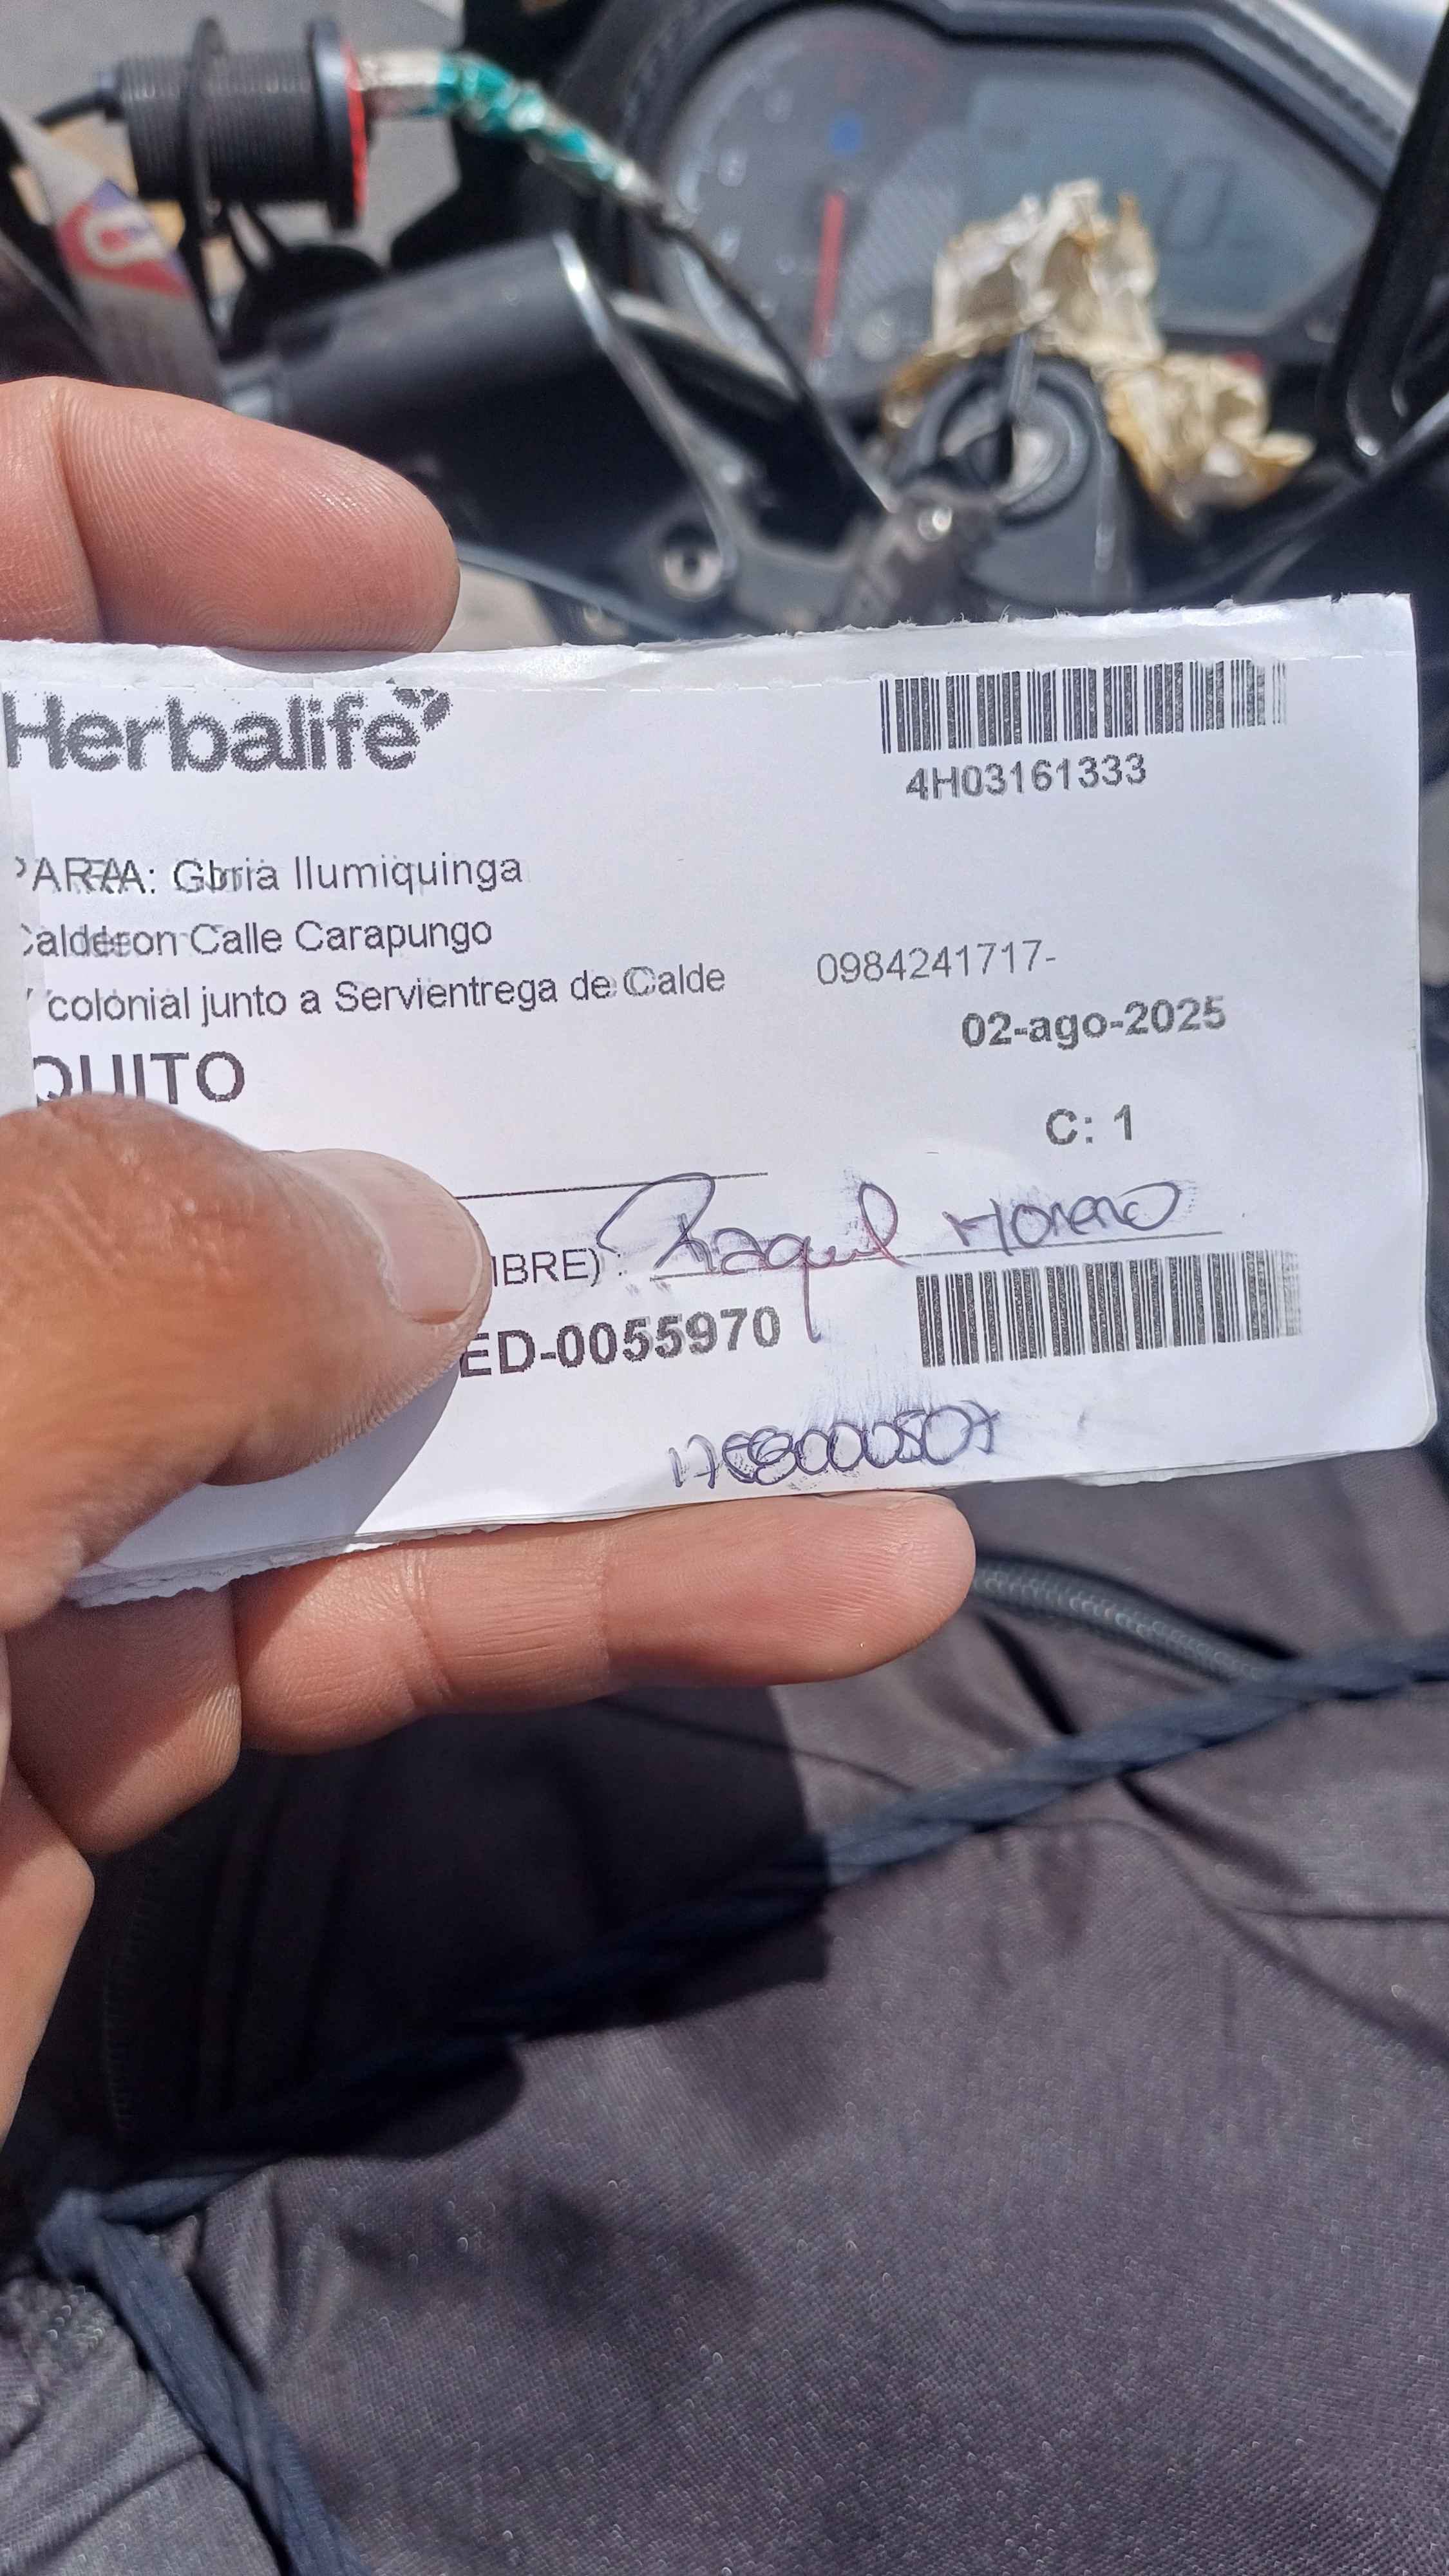 Herbalife
4H03161333
PARA: Gloria Ilumiquinga
Calderon Calle Carapungo
Y colonial junto a Servientrega de Calde 0984241717-
02-ago-2025
QUITO
C: 1
IBRE) : Raquel Moreno
ED-0055970